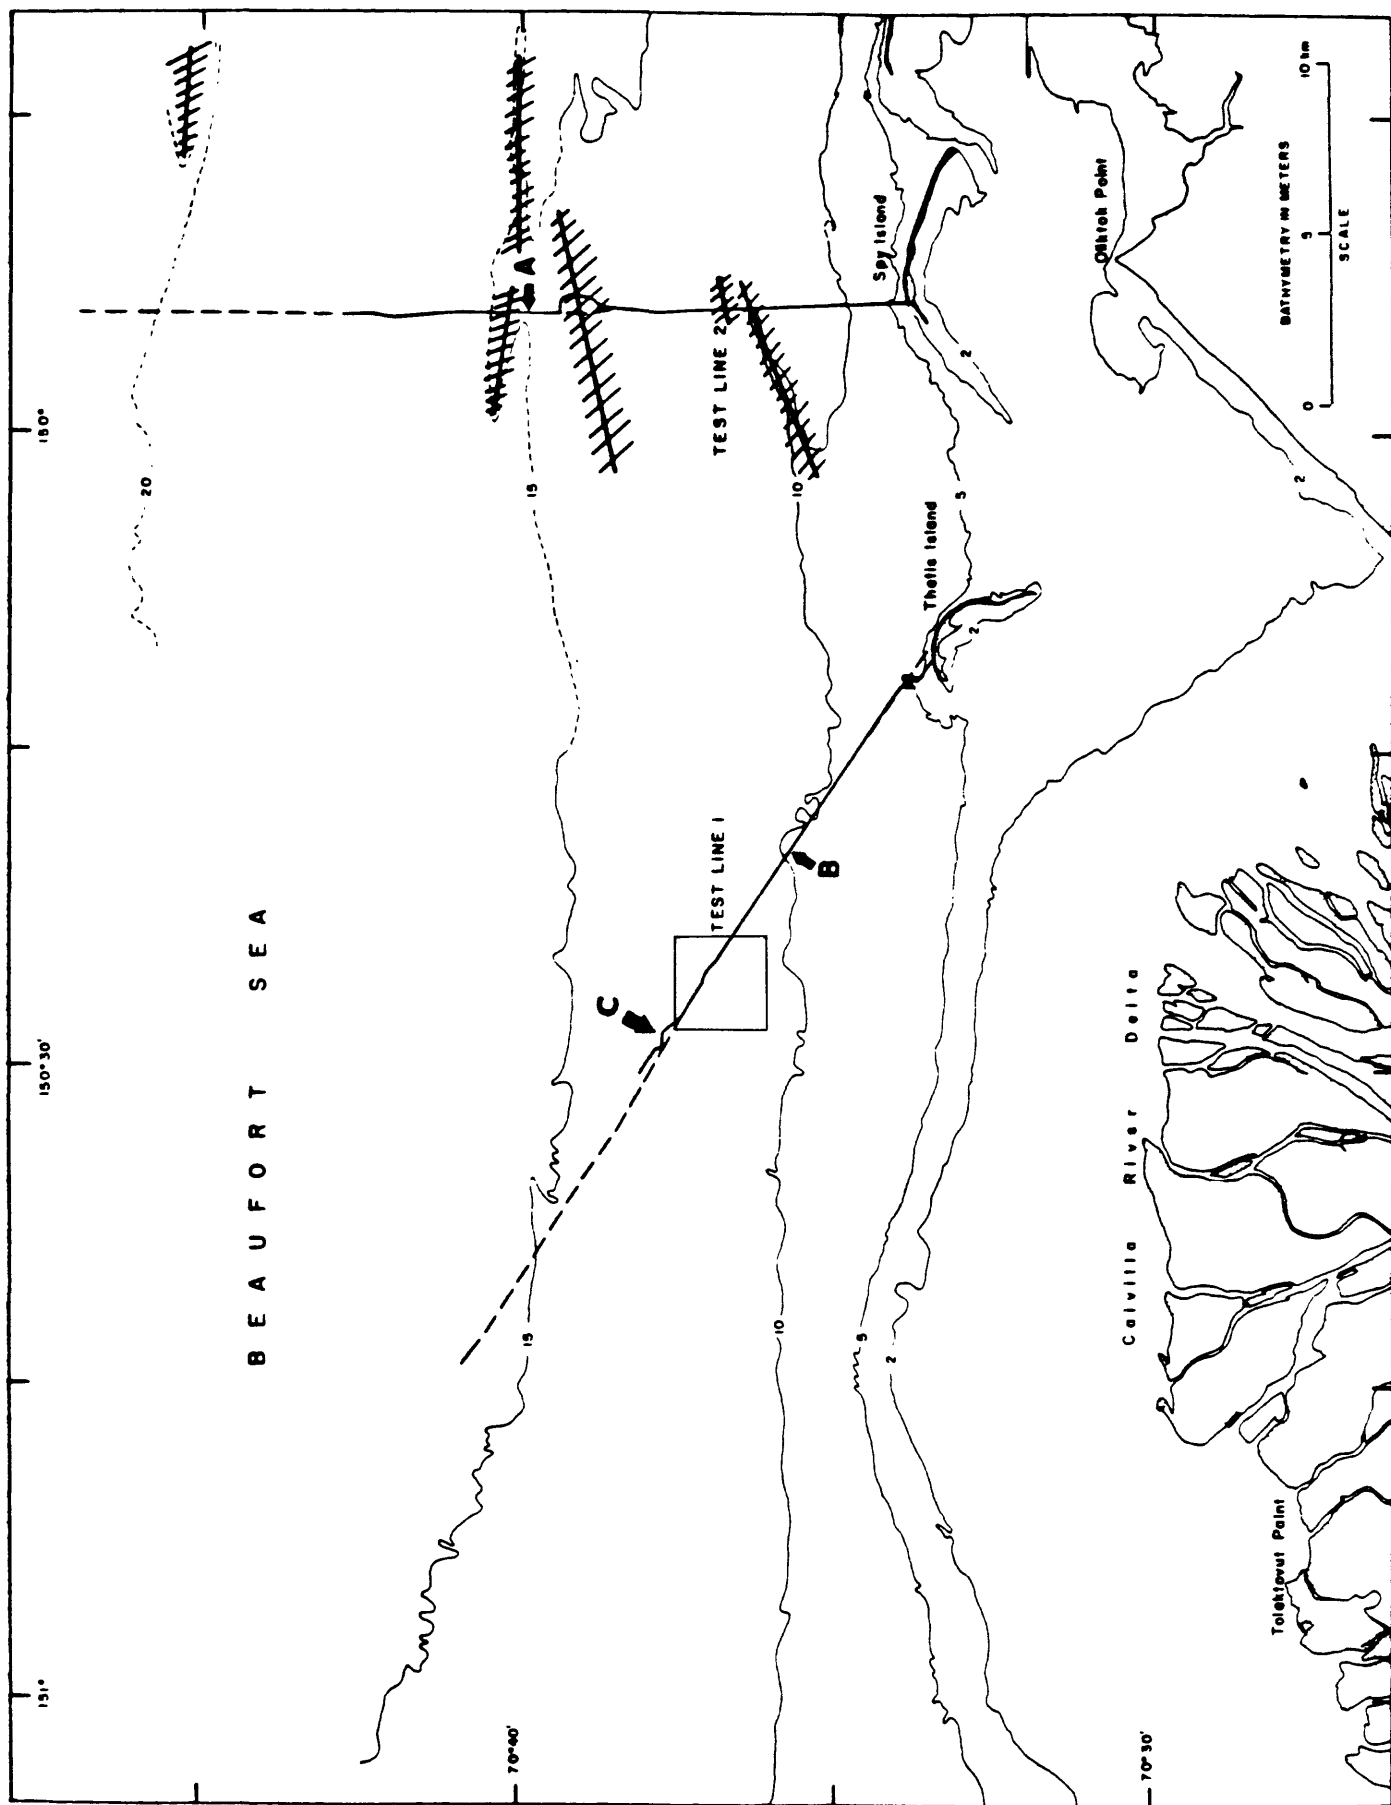 151°
150°30'
150°
BEAUFORT SEA
20
15
15
70°40'
A
C
TEST LINE 1
TEST LINE 2
B
10
10
5
5
2
2
2
2
2
Thetis Island
Spy Island
Oliktok Point
Calvilla River Delta
Tolaktovut Point
70°30'
BATHYMETRY IN METERS
0
5
10 km
SCALE